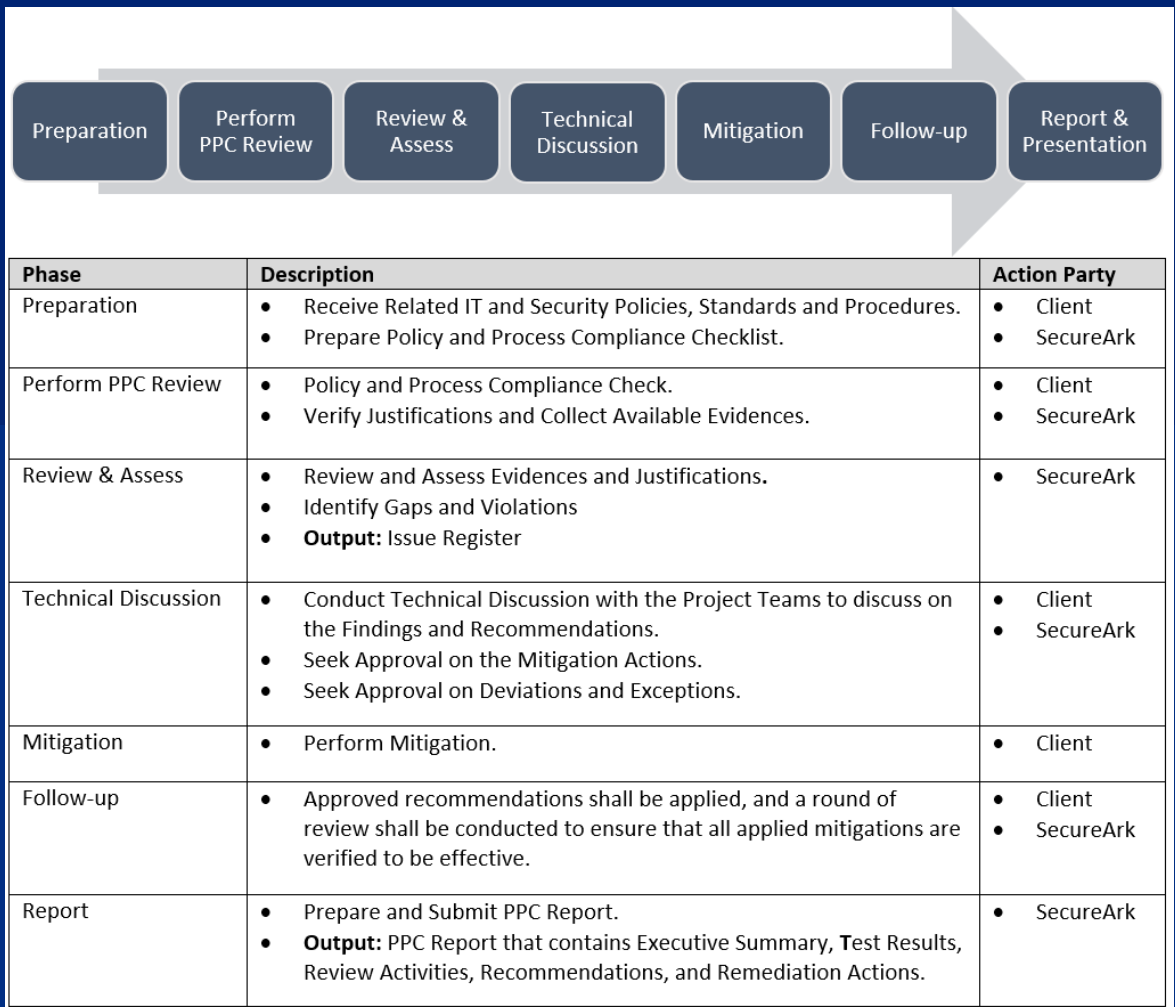 Preparation
Perform
PPC Review
Review &
Assess
Technical
Discussion
Mitigation
Follow-up
Report &
Presentation
Phase
Description
Action Party
Preparation
• Receive Related IT and Security Policies, Standards and Procedures.
• Prepare Policy and Process Compliance Checklist.
• Client
• SecureArk
Perform PPC Review
• Policy and Process Compliance Check.
• Verify Justifications and Collect Available Evidences.
• Client
• SecureArk
Review & Assess
• Review and Assess Evidences and Justifications.
• Identify Gaps and Violations
• Output: Issue Register
• SecureArk
Technical Discussion
• Conduct Technical Discussion with the Project Teams to discuss on
the Findings and Recommendations.
• Seek Approval on the Mitigation Actions.
• Seek Approval on Deviations and Exceptions.
• Client
• SecureArk
Mitigation
• Perform Mitigation.
• Client
Follow-up
• Approved recommendations shall be applied, and a round of
review shall be conducted to ensure that all applied mitigations are
verified to be effective.
• Client
• SecureArk
Report
• Prepare and Submit PPC Report.
• Output: PPC Report that contains Executive Summary, Test Results,
Review Activities, Recommendations, and Remediation Actions.
• SecureArk